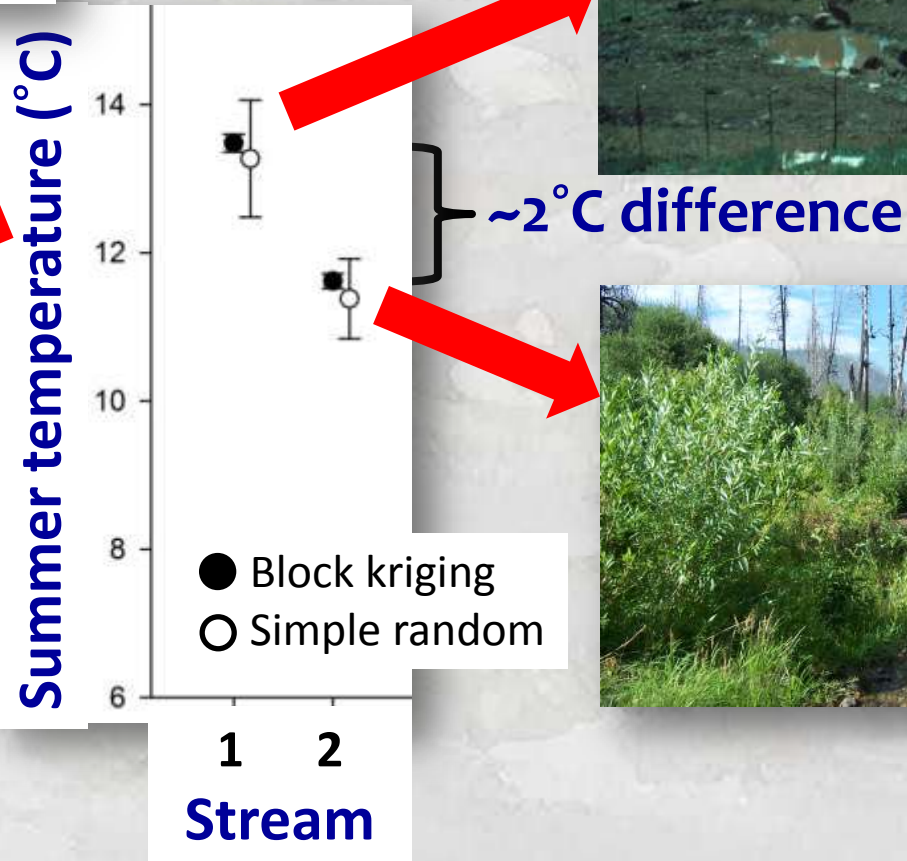 Summer temperature (°C)
14
12
10
8
6
~2°C difference
Block kriging
Simple random
1 2
Stream